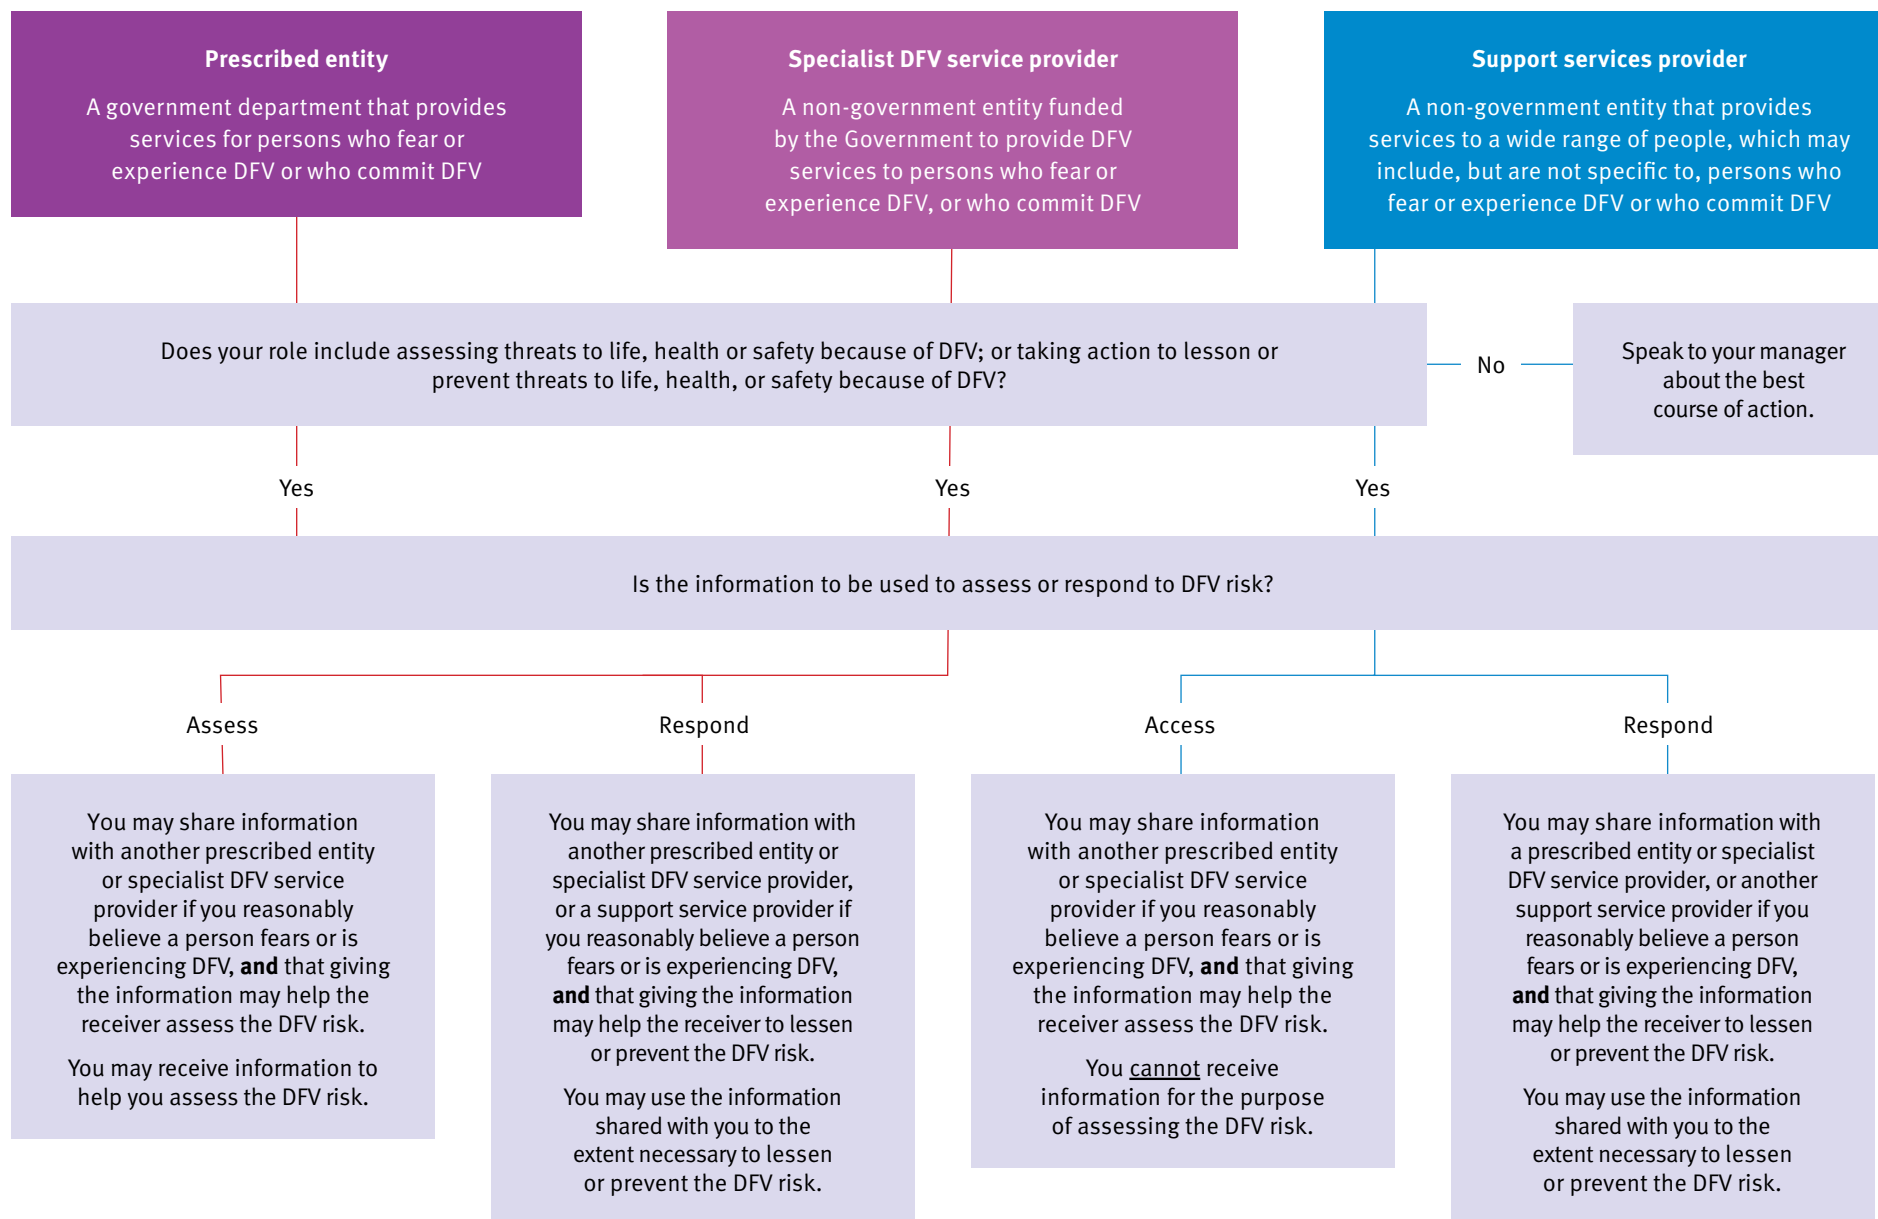 Prescribed entity
A government department that provides
services for persons who fear or
experience DFV or who commit DFV
Specialist DFV service provider
A non-government entity funded
by the Government to provide DFV
services to persons who fear or
experience DFV, or who commit DFV
Support services provider
A non-government entity that provides
services to a wide range of people, which may
include, but are not specific to, persons who
fear or experience DFV or who commit DFV
Does your role include assessing threats to life, health or safety because of DFV; or taking action to lesson or
prevent threats to life, health, or safety because of DFV?
No
Speak to your manager
about the best
course of action.
Yes
Yes
Yes
Is the information to be used to assess or respond to DFV risk?
Assess
Respond
Access
Respond
You may share information
with another prescribed entity
or specialist DFV service
provider if you reasonably
believe a person fears or is
experiencing DFV, and that giving
the information may help the
receiver assess the DFV risk.
You may receive information to
help you assess the DFV risk.
You may share information with
another prescribed entity or
specialist DFV service provider,
or a support service provider if
you reasonably believe a person
fears or is experiencing DFV,
and that giving the information
may help the receiver to lessen
or prevent the DFV risk.
You may use the information
shared with you to the
extent necessary to lessen
or prevent the DFV risk.
You may share information
with another prescribed entity
or specialist DFV service
provider if you reasonably
believe a person fears or is
experiencing DFV, and that giving
the information may help the
receiver assess the DFV risk.
You cannot receive
information for the purpose
of assessing the DFV risk.
You may share information with
a prescribed entity or specialist
DFV service provider, or another
support service provider if you
reasonably believe a person
fears or is experiencing DFV,
and that giving the information
may help the receiver to lessen
or prevent the DFV risk.
You may use the information
shared with you to the
extent necessary to lessen
or prevent the DFV risk.